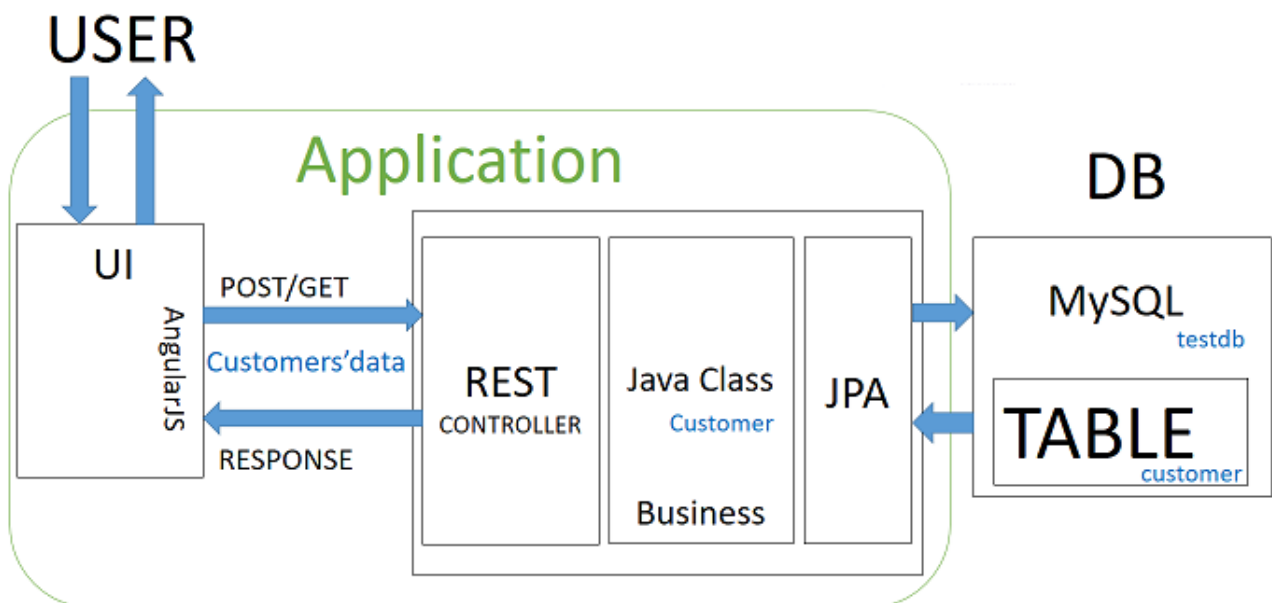 USER
Application
UI
AngularJS
POST/GET
Customers'data
RESPONSE
REST
CONTROLLER
Java Class
Customer
Business
JPA
DB
MySQL
testdb
TABLE
customer